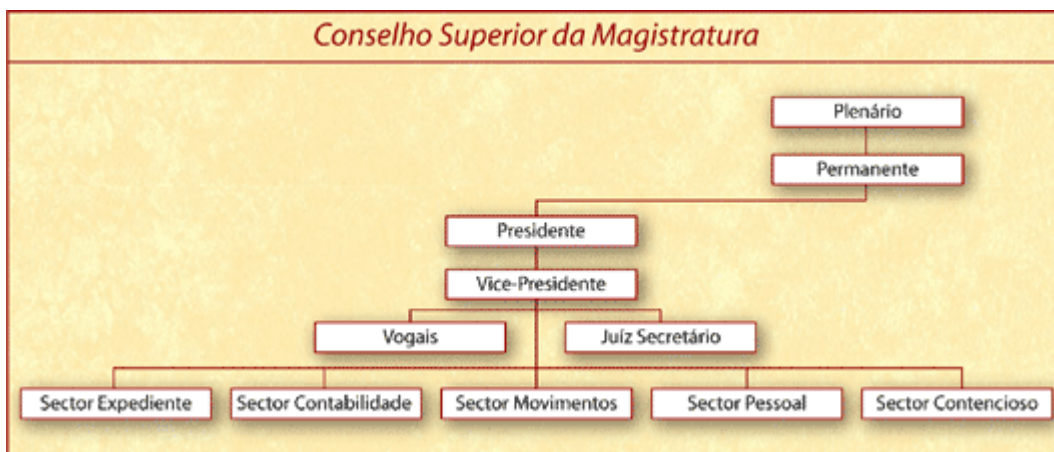 Conselho Superior da Magistratura
Plenário
Permanente
Presidente
Vice-Presidente
Vogais
Juíz Secretário
Sector Expediente
Sector Contabilidade
Sector Movimentos
Sector Pessoal
Sector Contencioso